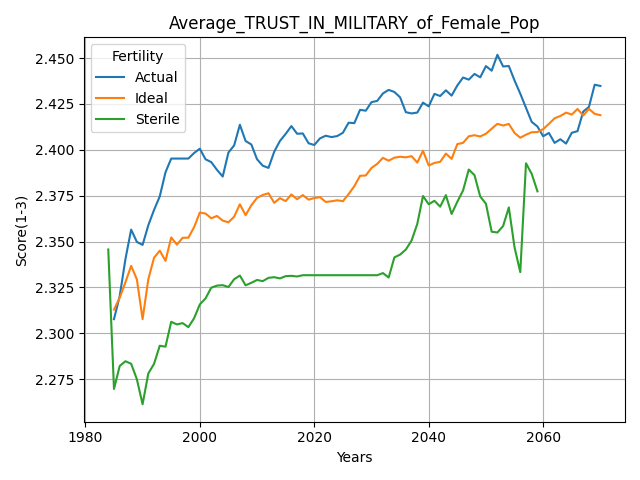 Average_TRUST_IN_MILITARY_of_Female_Pop
Fertility
Actual
Ideal
Sterile
Score(1-3)
2.450
2.425
2.400
2.375
2.350
2.325
2.300
2.275
1980 2000 2020 2040 2060
Years